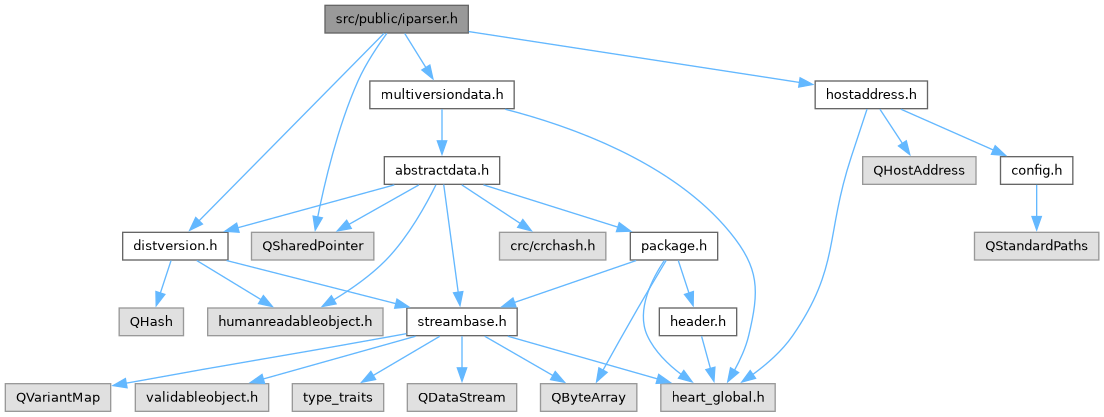 src/public/iparser.h
multiversiondata.h
hostaddress.h
abstractdata.h
QHostAddress
config.h
distversion.h
QSharedPointer
crc/crchash.h
package.h
QStandardPaths
QHash
humanreadableobject.h
streambase.h
header.h
QVariantMap
validableobject.h
type_traits
QDataStream
QByteArray
heart_global.h